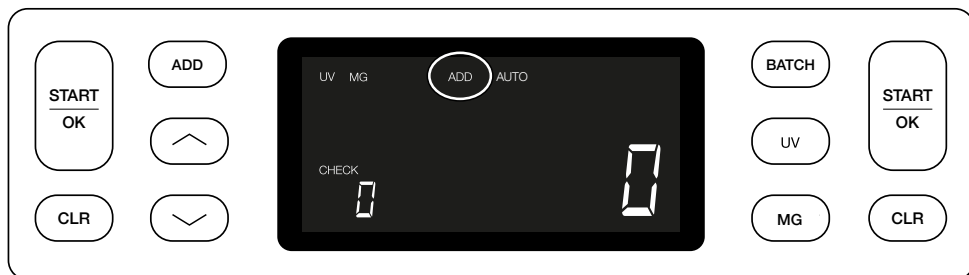 START
OK
CLR
ADD
UV MG ADD AUTO
CHECK
0
0
BATCH
UV
MG
START
OK
CLR